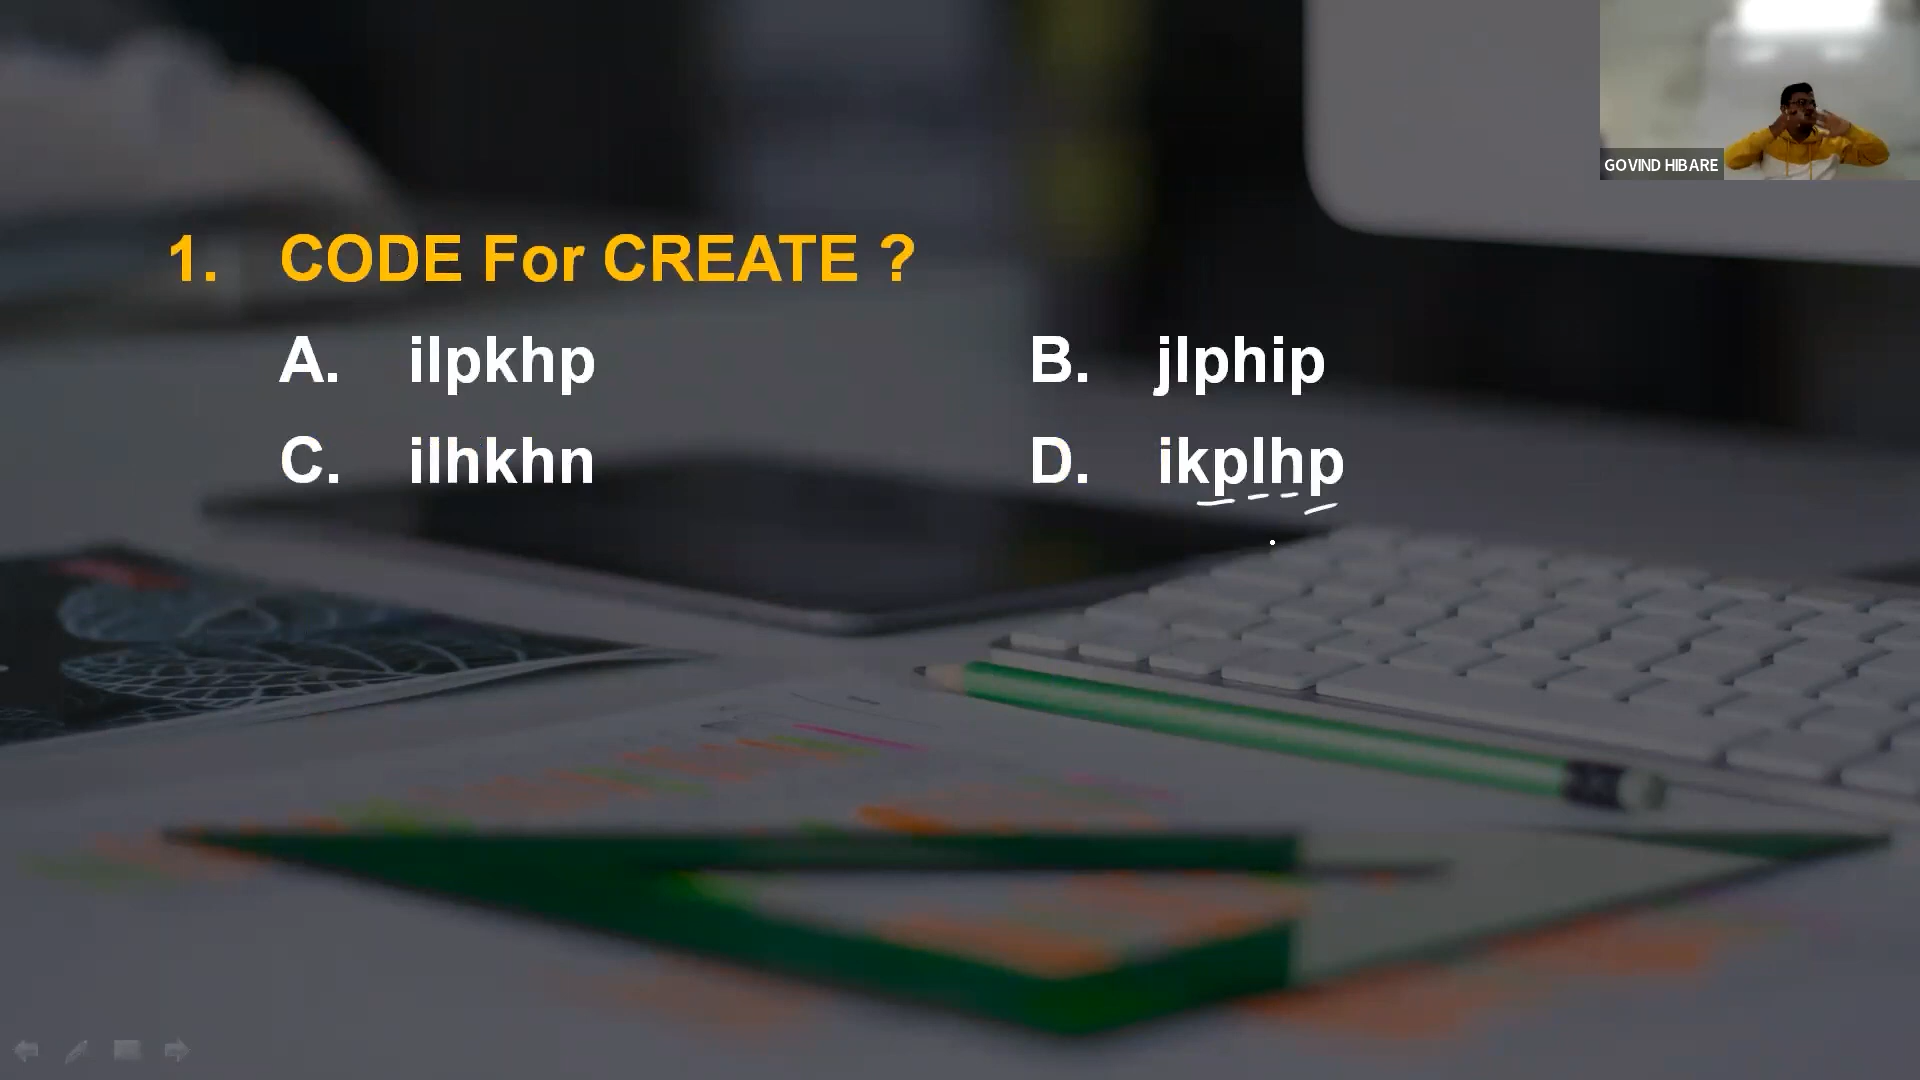 GOVIND HIBARE
1. CODE For CREATE ?
A. ilpkhp B. jlphip
C. ilhkhn D. ikplhp